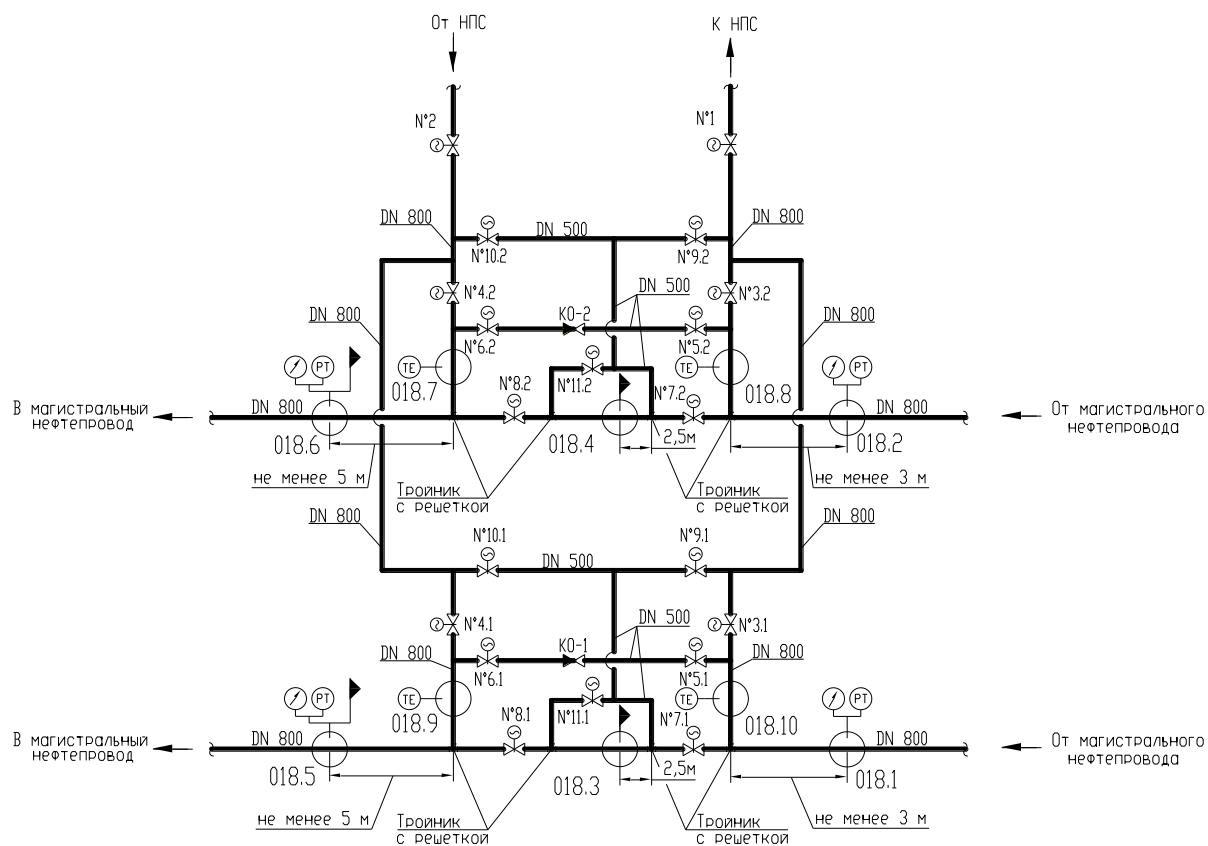 От НПС
К НПС
N°2
N°1
DN 800
DN 500
DN 800
N°10.2
N°9.2
N°4.2
DN 500
N°3.2
DN 800
КО-2
DN 800
N°6.2
N°5.2
PT
TE
018.7
N°8.2
N°11.2
N°7.2
TE
018.8
PT
В магистральный
нефтепровод
DN 800
DN 800
От магистрального
нефтепровода
018.6
018.4
2,5м
018.2
не менее 5 м
Тройник
с решеткой
Тройник
с решеткой
не менее 3 м
DN 800
N°10.1
DN 500
N°9.1
DN 800
N°4.1
DN 500
N°3.1
DN 800
КО-1
DN 800
N°6.1
N°5.1
PT
TE
018.9
N°8.1
N°11.1
N°7.1
TE
018.10
PT
В магистральный
нефтепровод
DN 800
DN 800
От магистрального
нефтепровода
018.5
018.3
2,5м
018.1
не менее 5 м
Тройник
с решеткой
Тройник
с решеткой
не менее 3 м